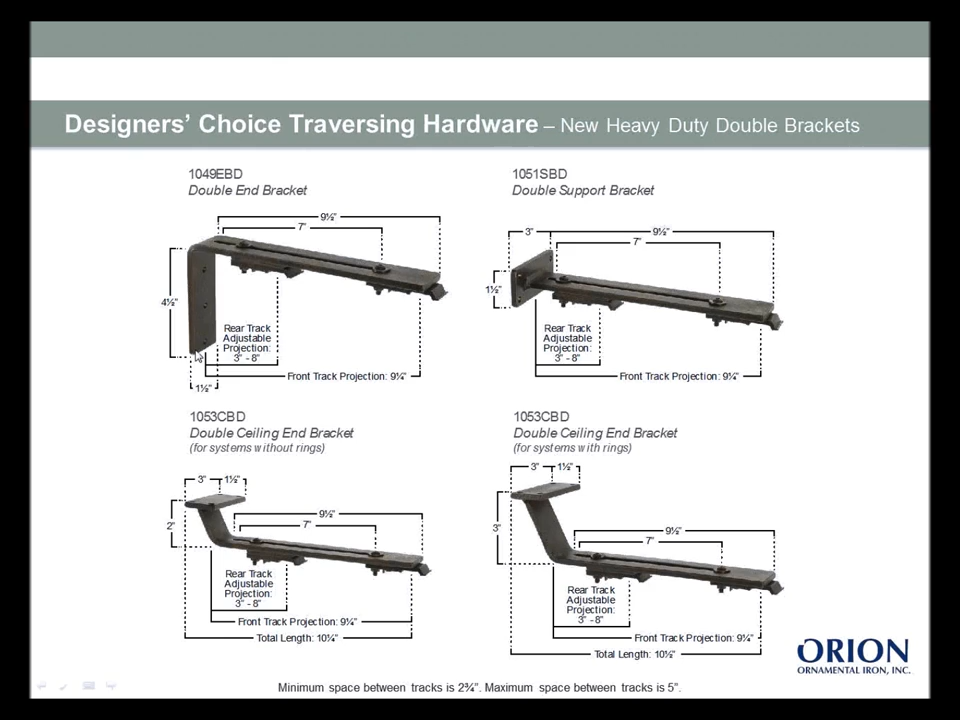 Designers' Choice Traversing Hardware – New Heavy Duty Double Brackets
1049EBD
Double End Bracket
9½"
7"
4½"
Rear Track
Adjustable
Projection:
3" - 8"
Front Track Projection: 9¼"
1½"
1051SBD
Double Support Bracket
3"
9½"
7"
1½"
Rear Track
Adjustable
Projection:
3" - 8"
Front Track Projection: 9¼"
1053CBD
Double Ceiling End Bracket
(for systems without rings)
3"
1½"
2"
9½"
7"
Rear Track
Adjustable
Projection:
3" - 8"
Front Track Projection: 9¼"
Total Length: 10¼"
1053CBD
Double Ceiling End Bracket
(for systems with rings)
3"
1½"
3"
9½"
7"
Rear Track
Adjustable
Projection:
3" - 8"
Front Track Projection: 9¼"
Total Length: 10½"
ORION
ORNAMENTAL IRON, INC.
Minimum space between tracks is 2¾". Maximum space between tracks is 5".